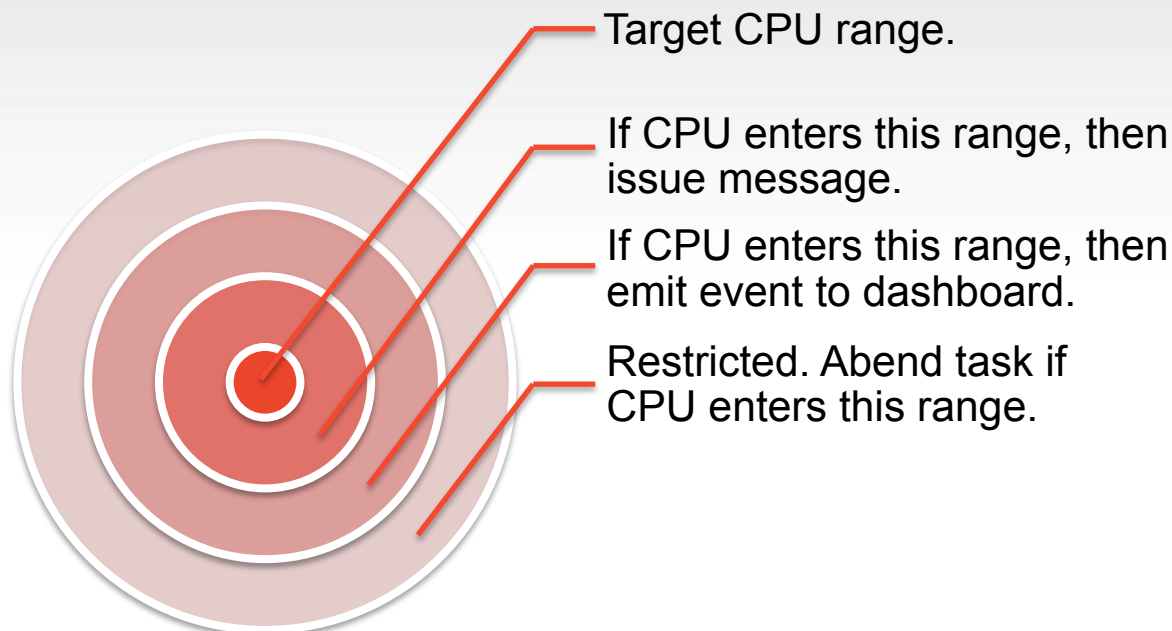 Target CPU range.
If CPU enters this range, then
issue message.
If CPU enters this range, then
emit event to dashboard.
Restricted. Abend task if
CPU enters this range.